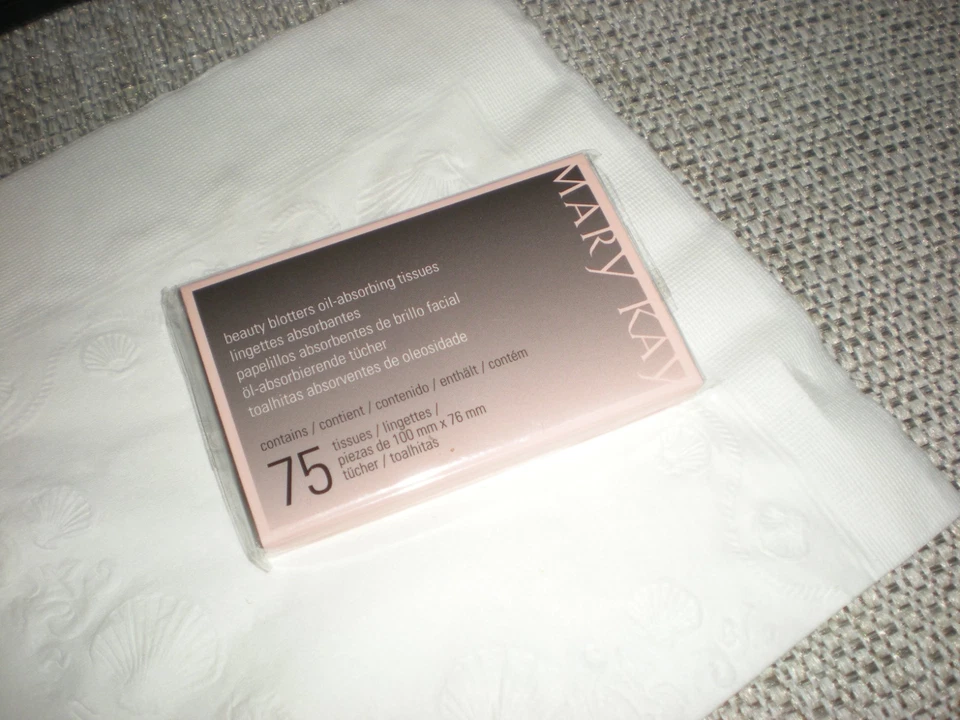 MARY KAY
beauty blotters oil-absorbing tissues
lingettes absorbantes
papelillos absorbentes de brillo facial
öl-absorbierende tücher
toalhitas absorventes de oleosidade
contains / contient / contenido / enthält / contém
75 tissues / lingettes /
piezas de 100 mm x 76 mm
tücher / toalhitas